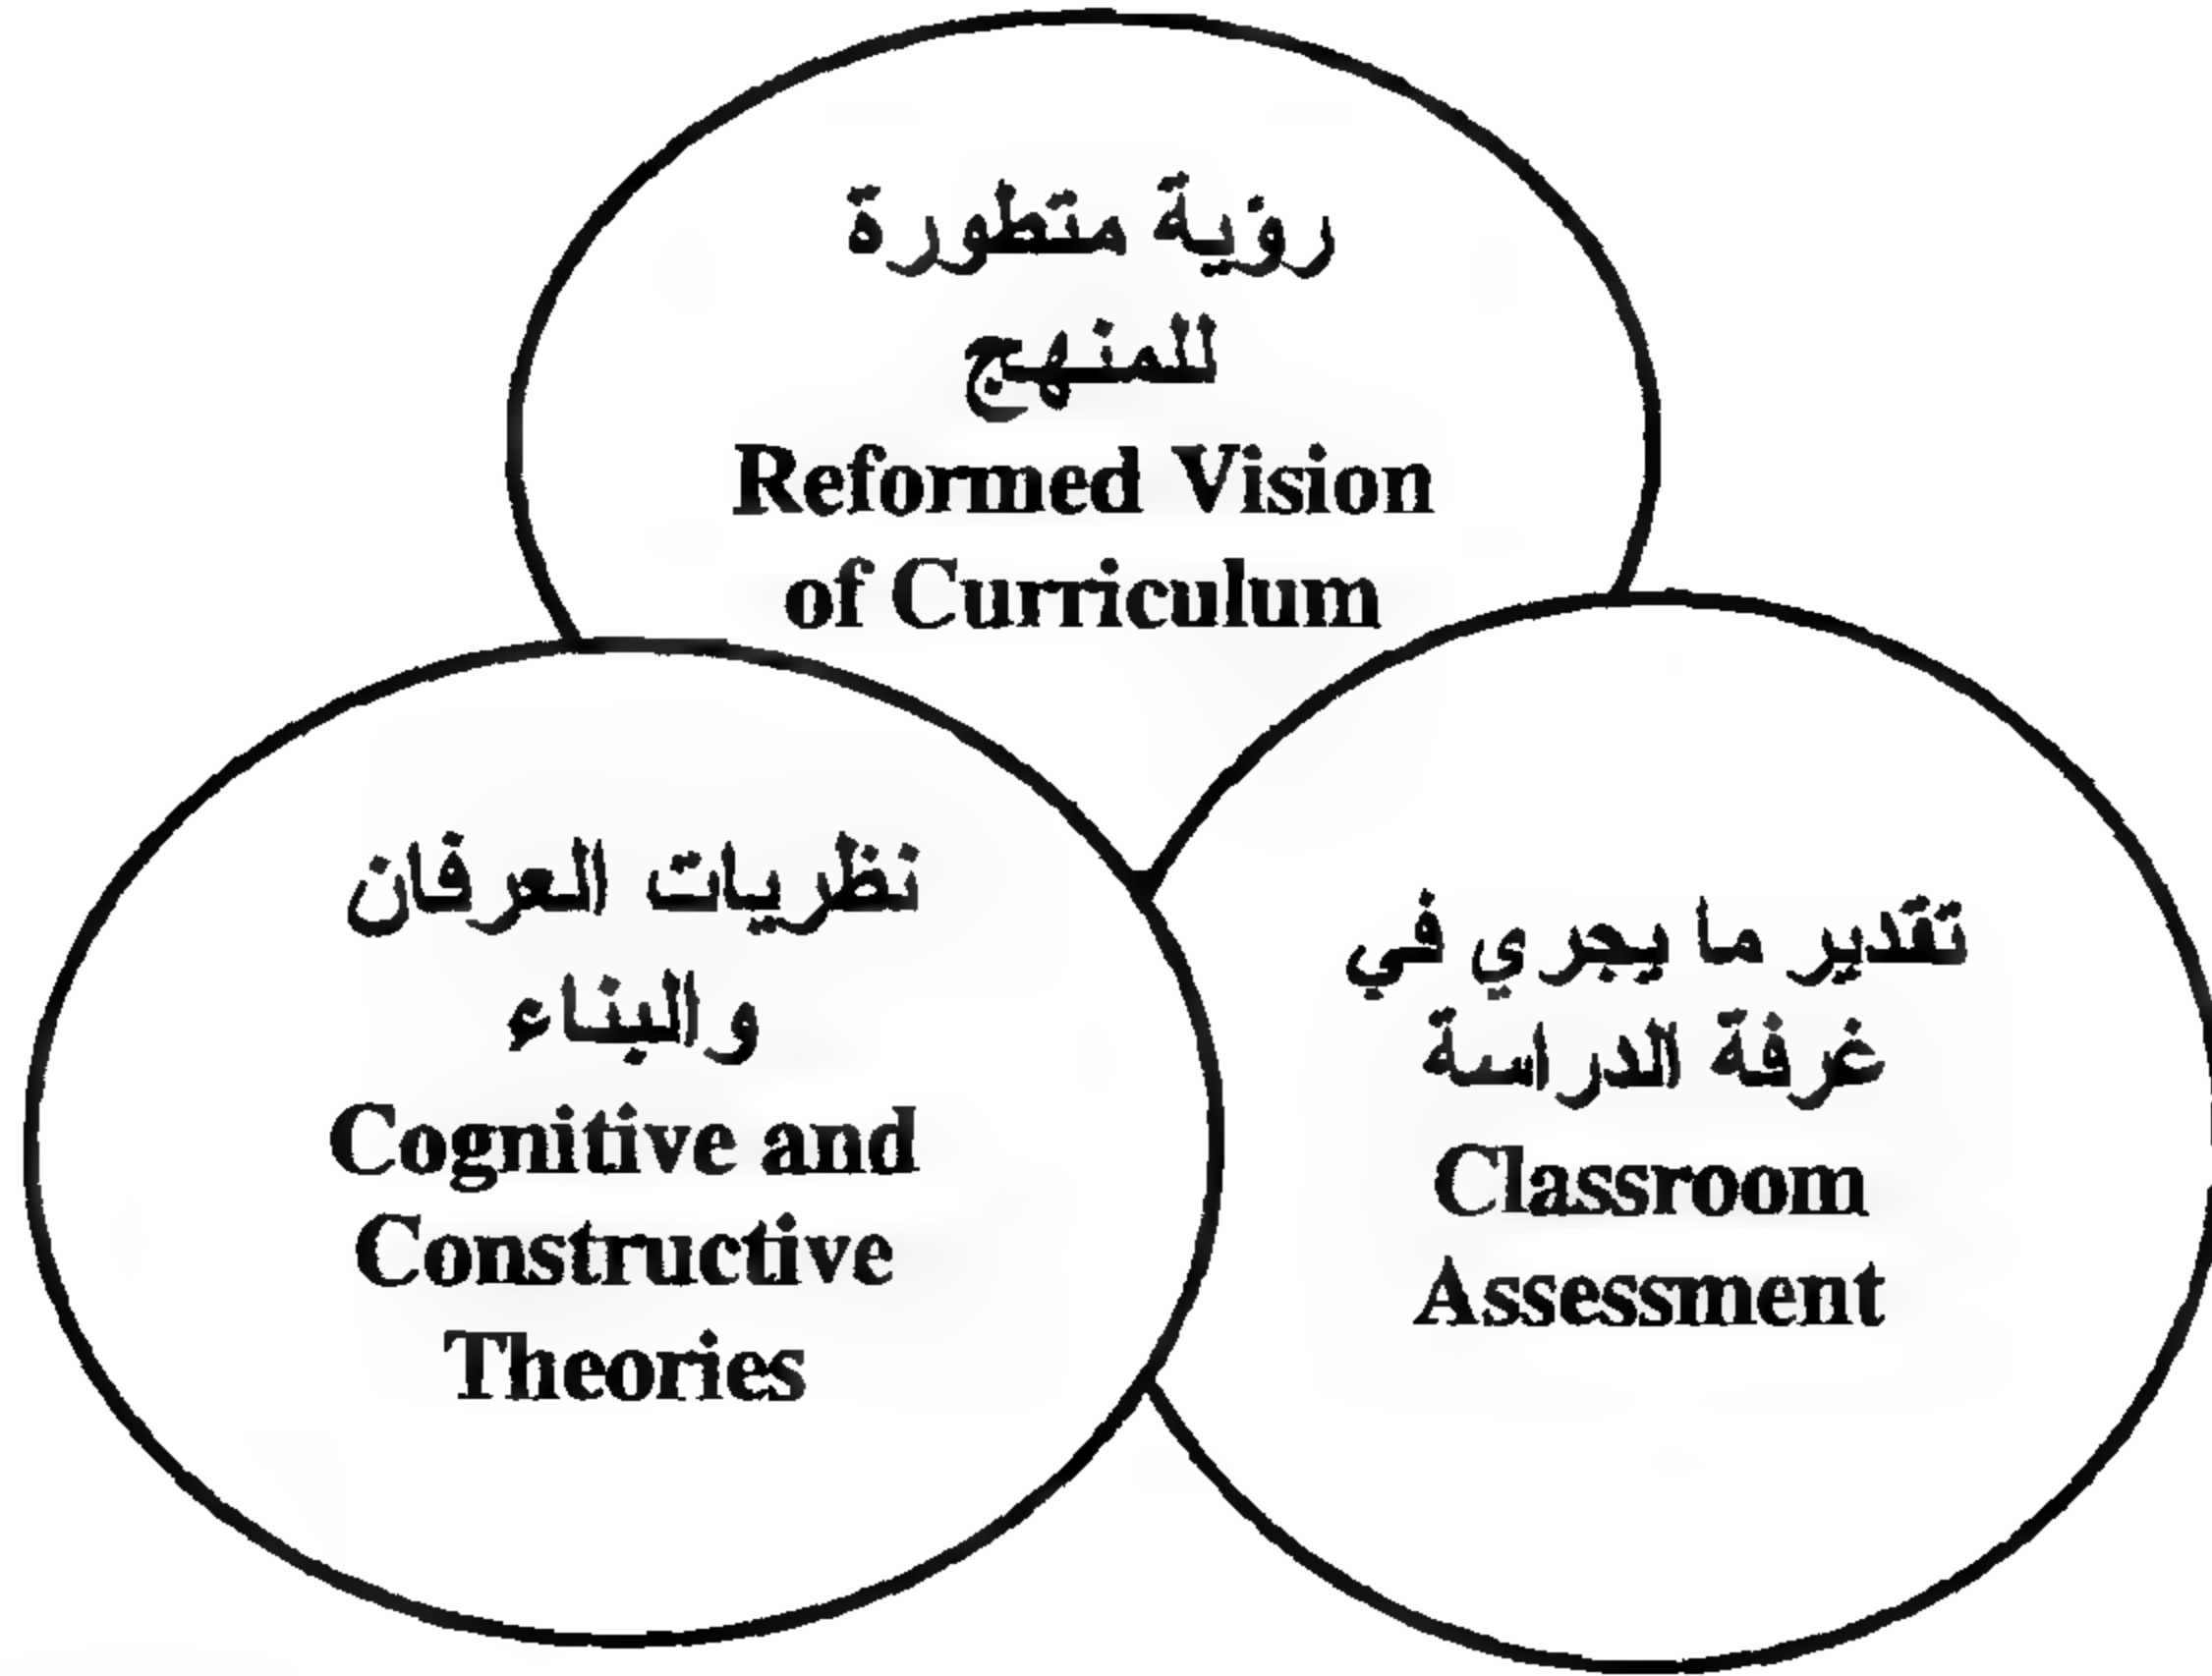 رؤية متطورة
للمنهج
Reformed Vision
of Curriculum
نظريات العرفان
والبناء
Cognitive and
Constructive
Theories
تقدير ما يجري في
غرفة الدراسة
Classroom
Assessment